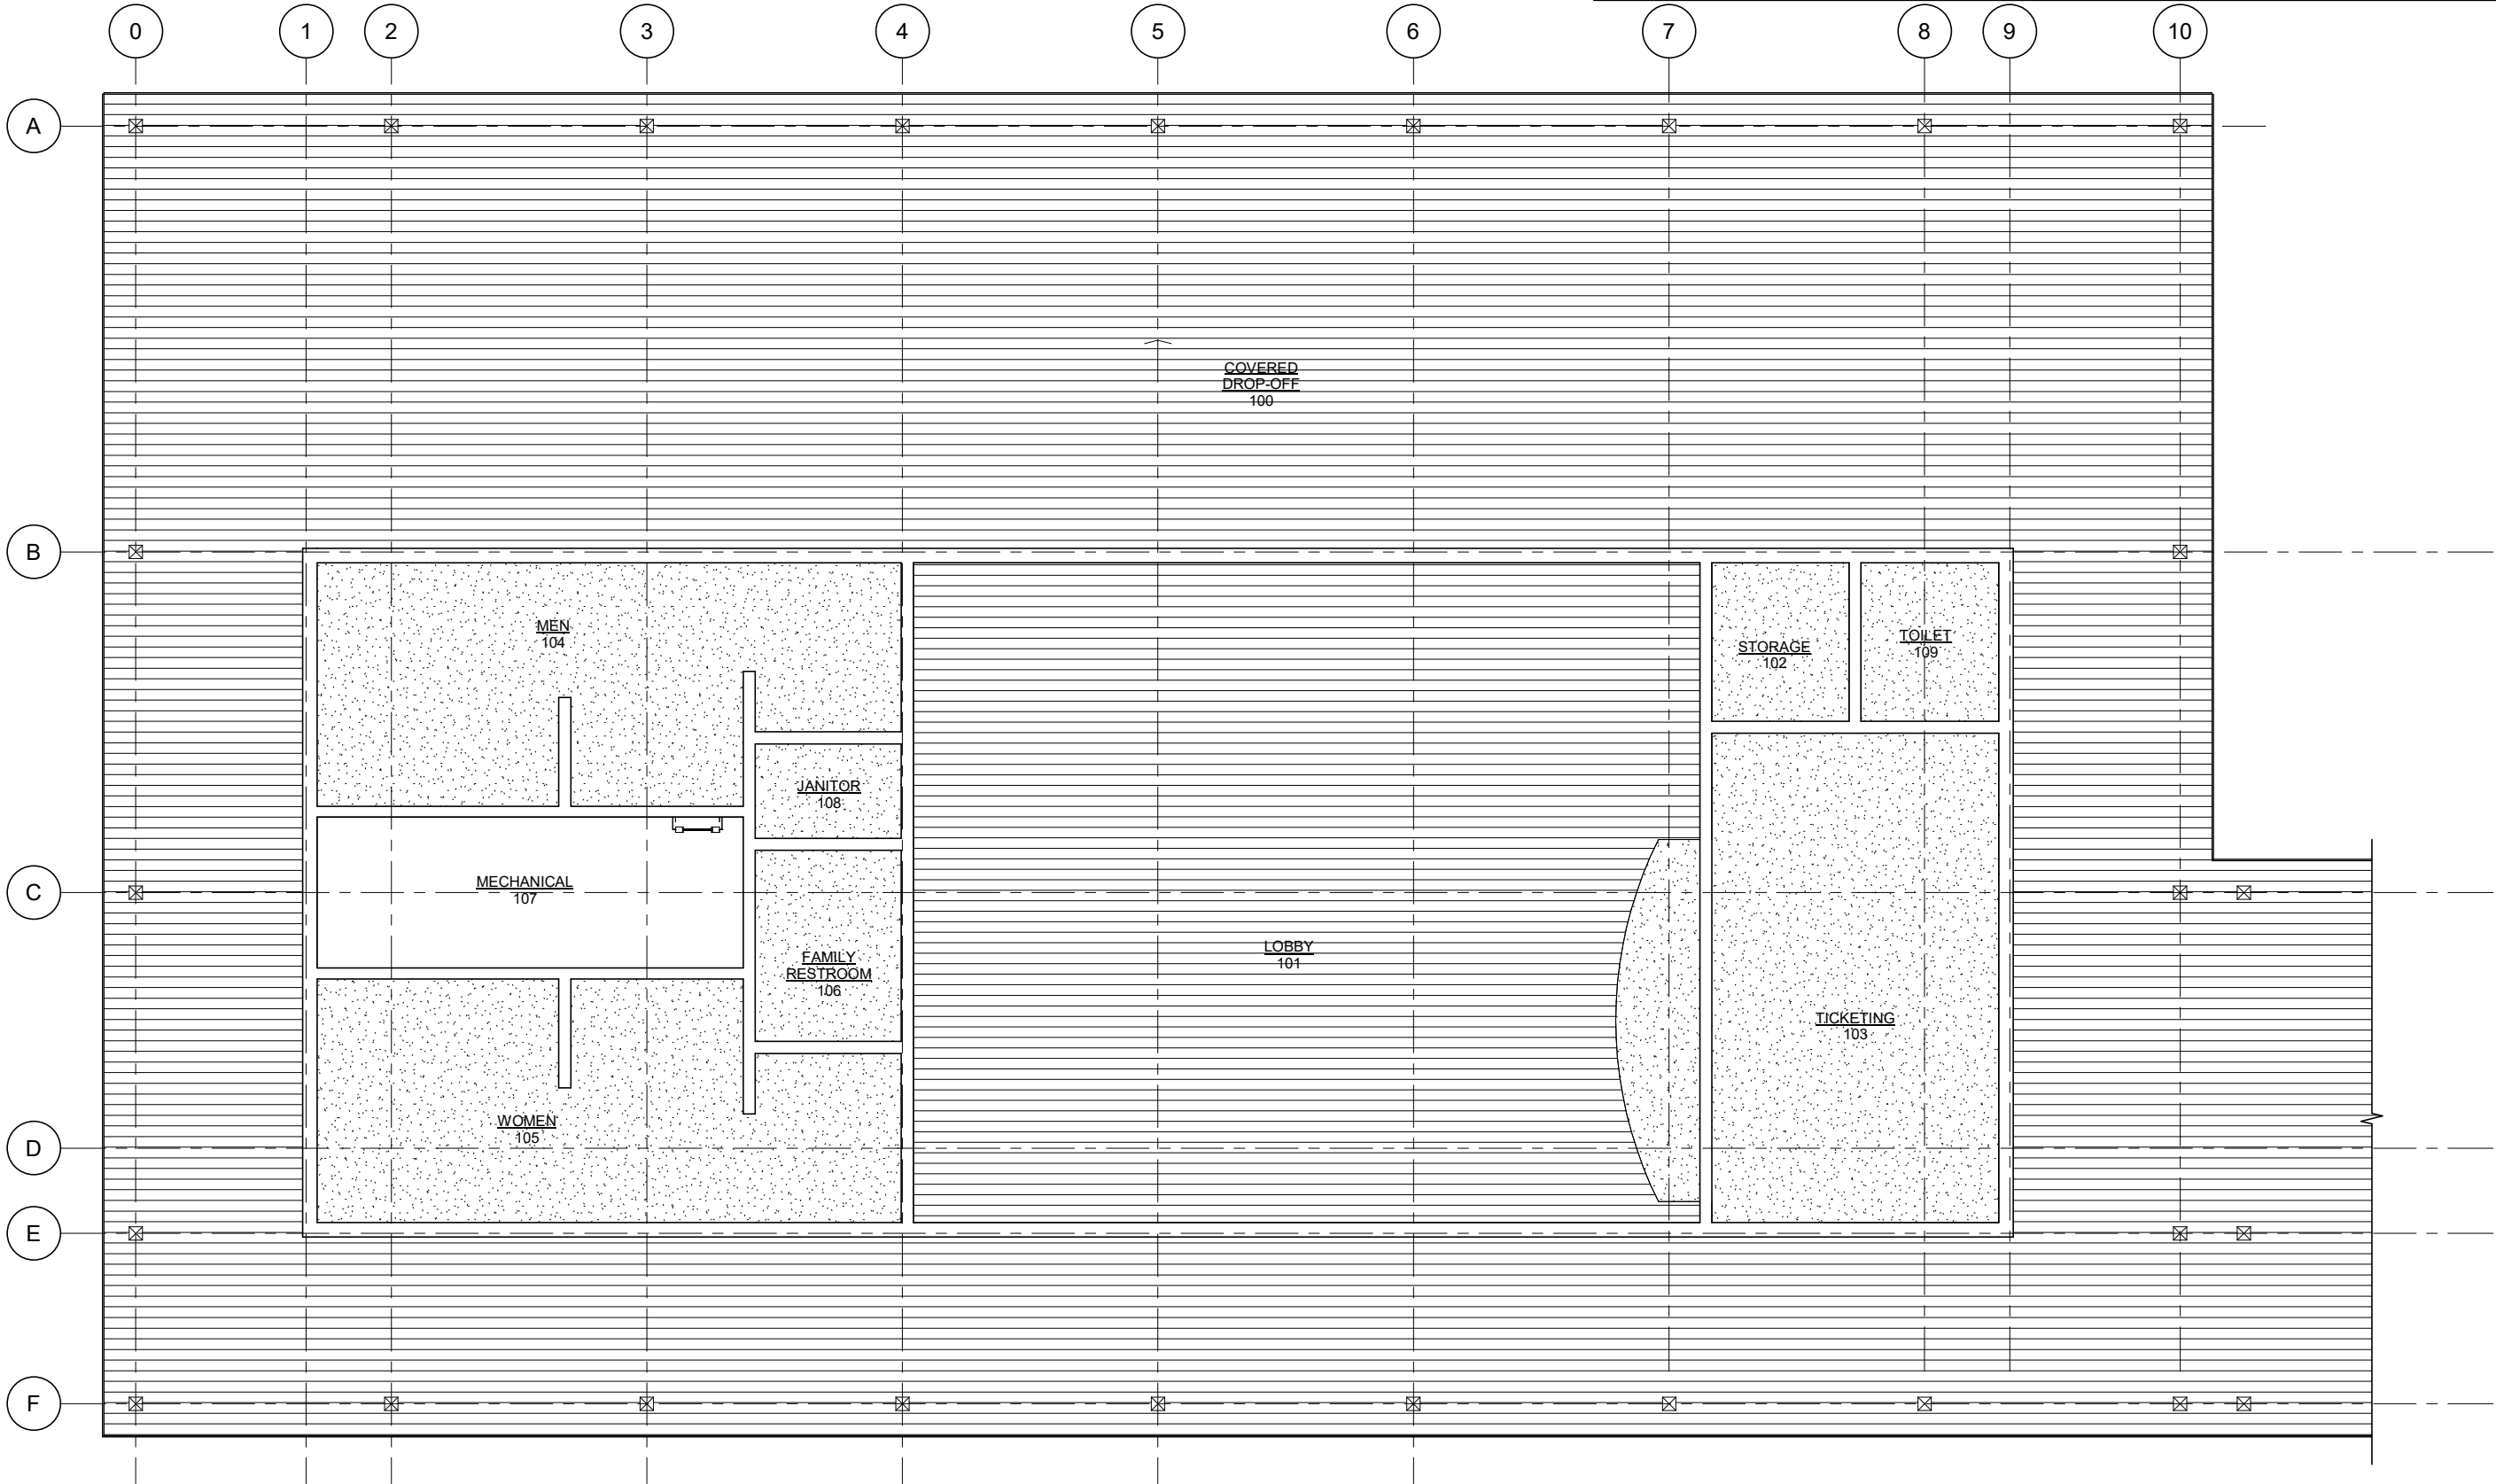 0 1 2 3 4 5 6 7 8 9 10
A
COVERED
DROP-OFF
100
B
MEN
104
STORAGE
102
TOILET
109
JANITOR
108
C
MECHANICAL
107
FAMILY
RESTROOM
106
LOBBY
101
TICKETING
103
WOMEN
105
D
E
F